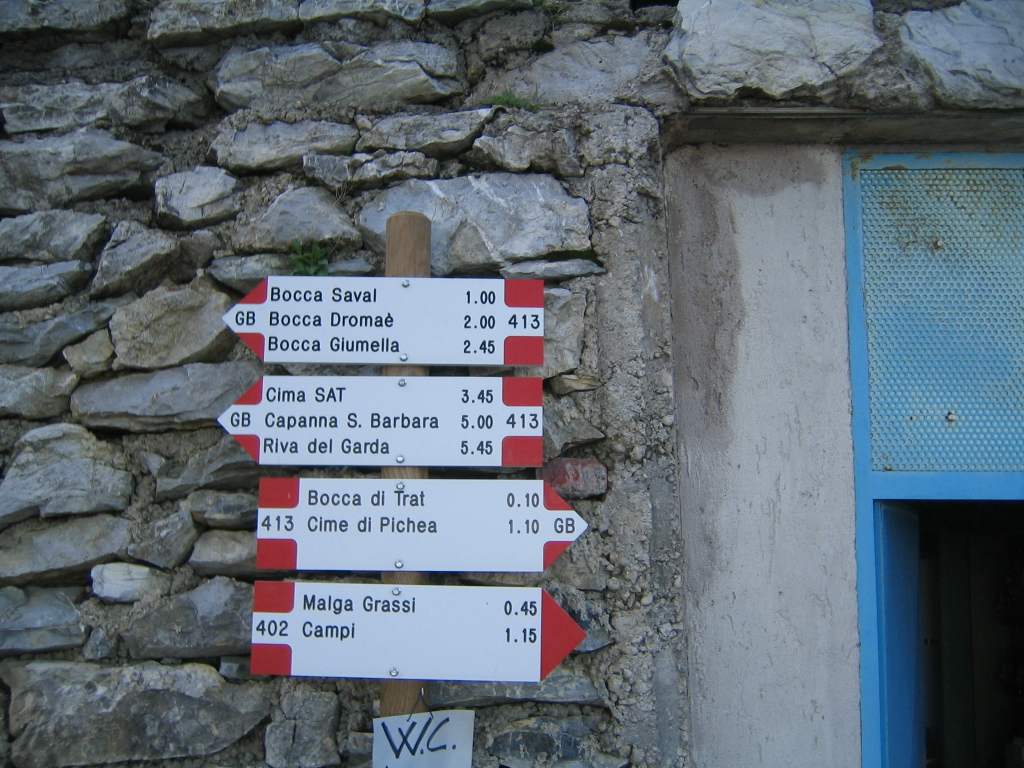 Bocca Saval 1.00
GB Bocca Dromaè 2.00 413
Bocca Giumella 2.45
Cima SAT 3.45
GB Capanna S. Barbara 5.00 413
Riva del Garda 5.45
Bocca di Trat 0.10
413 Cime di Pichea 1.10 GB
Malga Grassi 0.45
402 Campi 1.15
W.C.